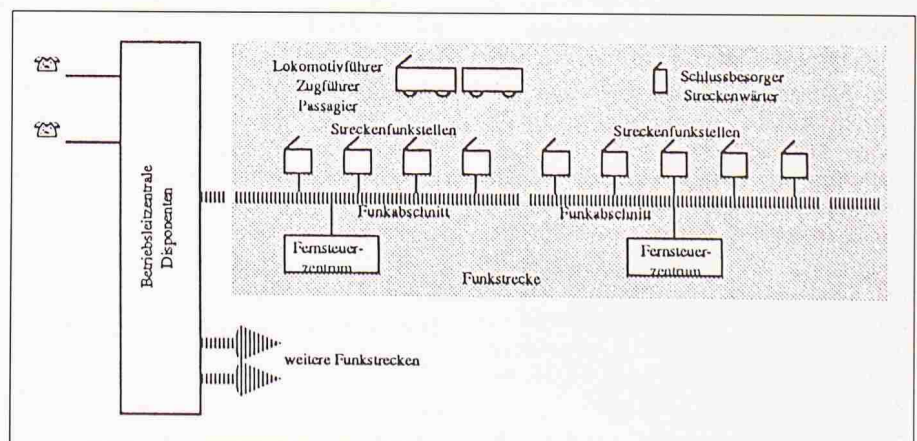 Lokomotivführer
Zugführer
Passagier
Schlussbesorger
Streckenwärter
Streckenfunkstellen
Streckenfunkstellen
Betriebsleitzentrale
Disponenten
Funkabschnitt
Funkabschnitt
Fernsteuer-
zentrum
Fernsteuer-
zentrum
Funkstrecke
weitere Funkstrecken